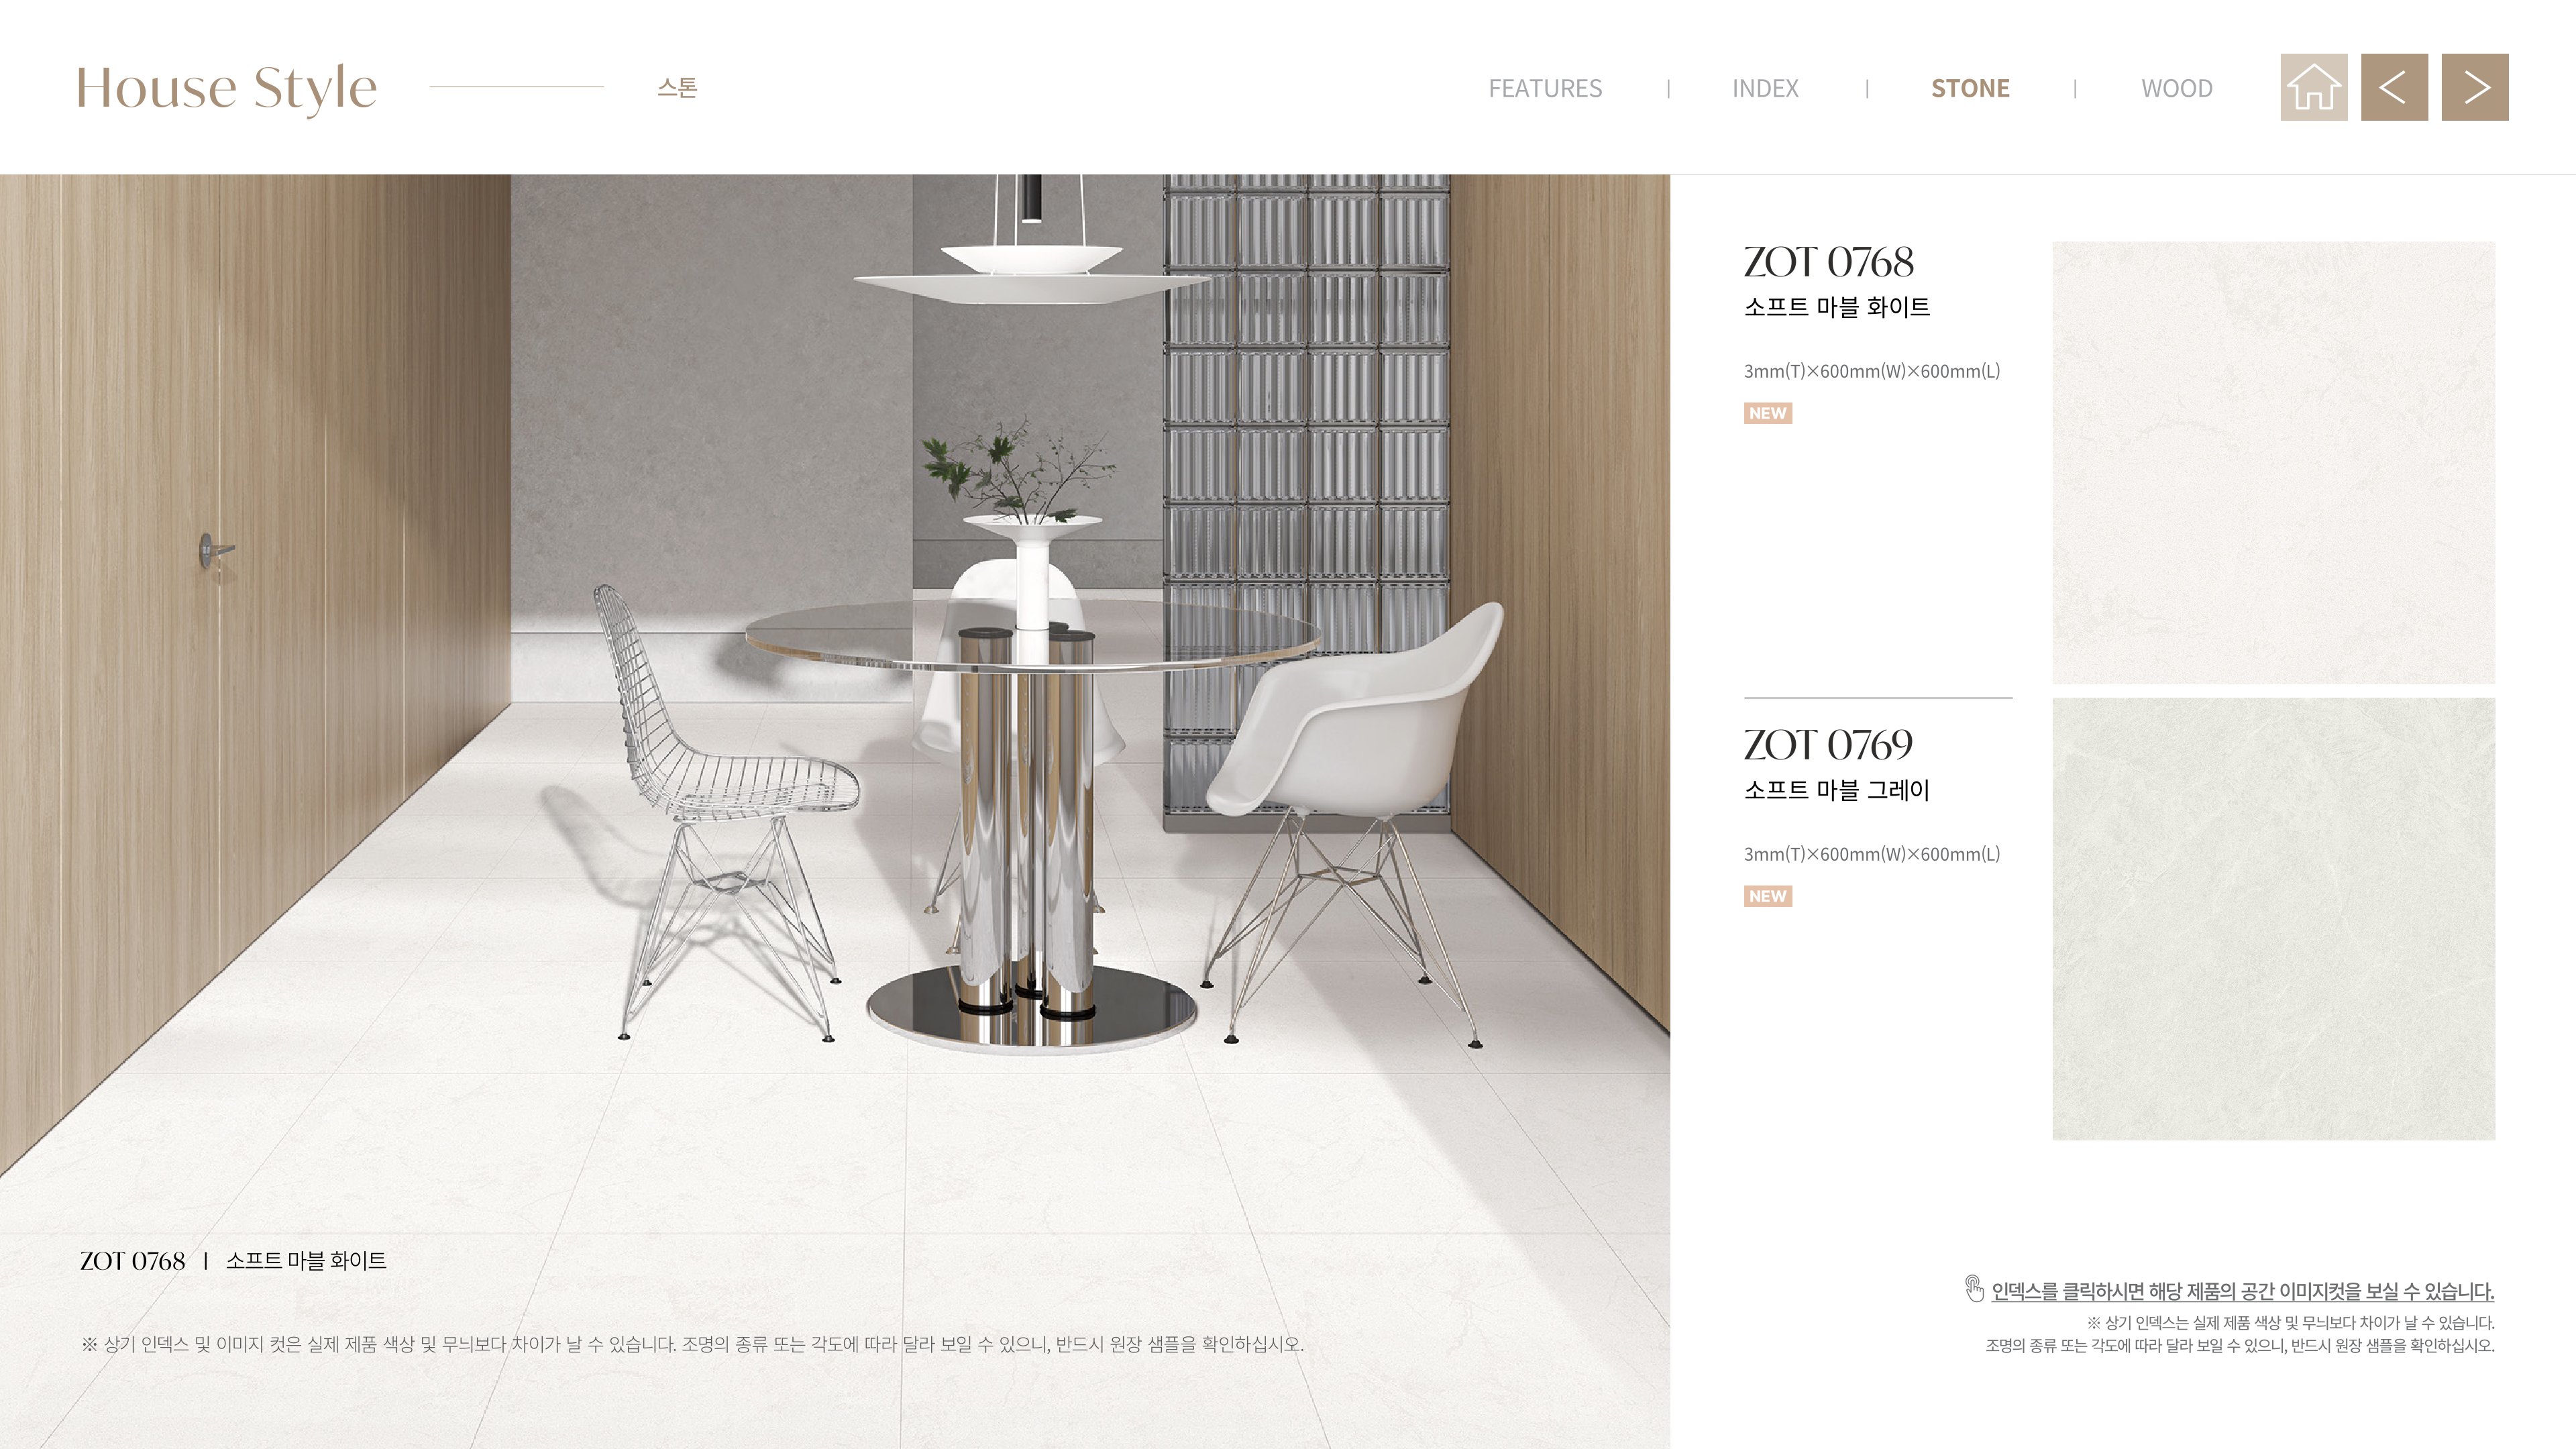 House Style
스톤
FEATURES | INDEX | STONE | WOOD
ZOT 0768
소프트 마블 화이트
3mm(T)×600mm(W)×600mm(L)
NEW
ZOT 0769
소프트 마블 그레이
3mm(T)×600mm(W)×600mm(L)
NEW
ZOT 0768 | 소프트 마블 화이트
※ 상기 인덱스 및 이미지 컷은 실제 제품 색상 및 무늬보다 차이가 날 수 있습니다. 조명의 종류 또는 각도에 따라 달라 보일 수 있으니, 반드시 원장 샘플을 확인하십시오.
인덱스를 클릭하시면 해당 제품의 공간 이미지컷을 보실 수 있습니다.
※ 상기 인덱스는 실제 제품 색상 및 무늬보다 차이가 날 수 있습니다.
조명의 종류 또는 각도에 따라 달라 보일 수 있으니, 반드시 원장 샘플을 확인하십시오.